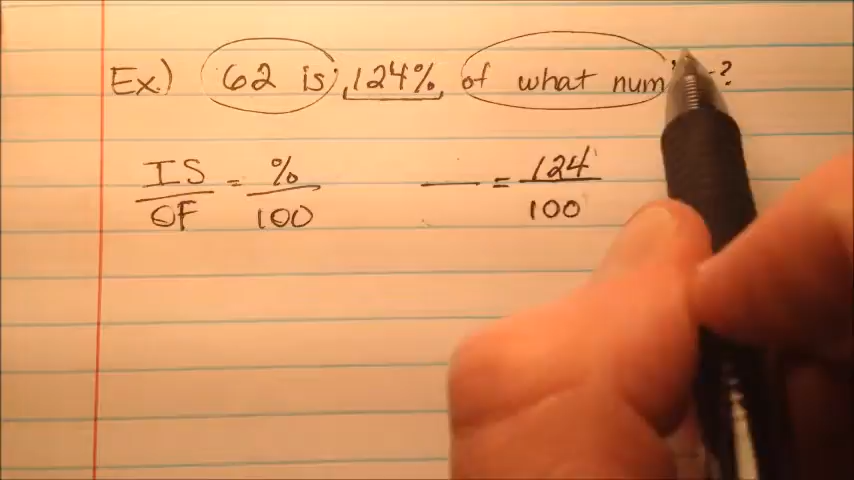 Ex.) 62 is 124% of what num ?
IS = % — = 124
OF 100 100